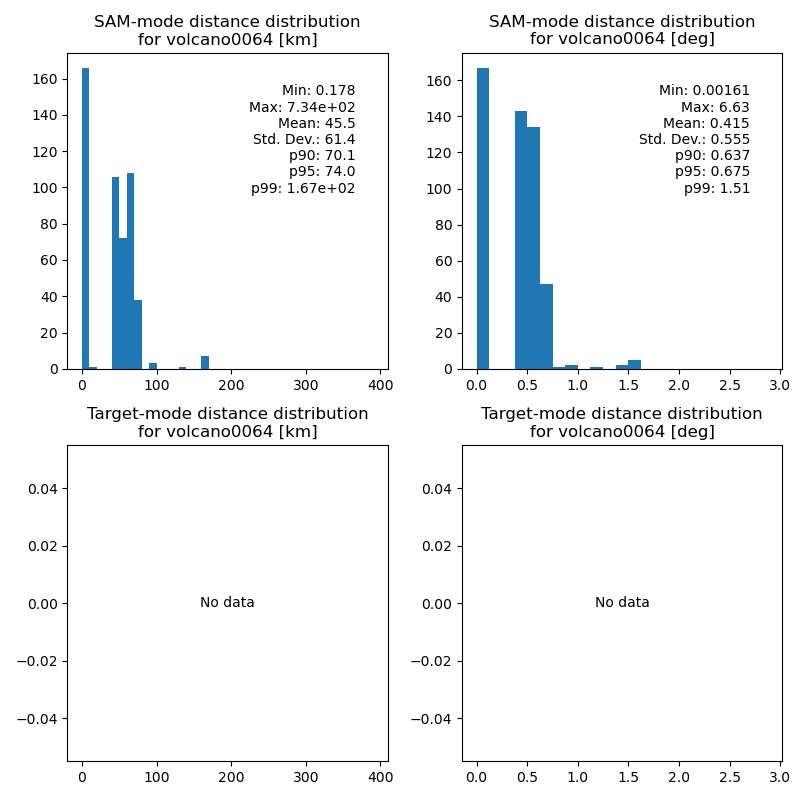 SAM-mode distance distribution
for volcano0064 [km]
160
140
120
100
80
60
40
20
0
Min: 0.178
Max: 7.34e+02
Mean: 45.5
Std. Dev.: 61.4
p90: 70.1
p95: 74.0
p99: 1.67e+02
0 100 200 300 400
SAM-mode distance distribution
for volcano0064 [deg]
160
140
120
100
80
60
40
20
0
Min: 0.00161
Max: 6.63
Mean: 0.415
Std. Dev.: 0.555
p90: 0.637
p95: 0.675
p99: 1.51
0.0 0.5 1.0 1.5 2.0 2.5 3.0
Target-mode distance distribution
for volcano0064 [km]
0.04
0.02
0.00
−0.02
−0.04
No data
0 100 200 300 400
Target-mode distance distribution
for volcano0064 [deg]
0.04
0.02
0.00
−0.02
−0.04
No data
0.0 0.5 1.0 1.5 2.0 2.5 3.0